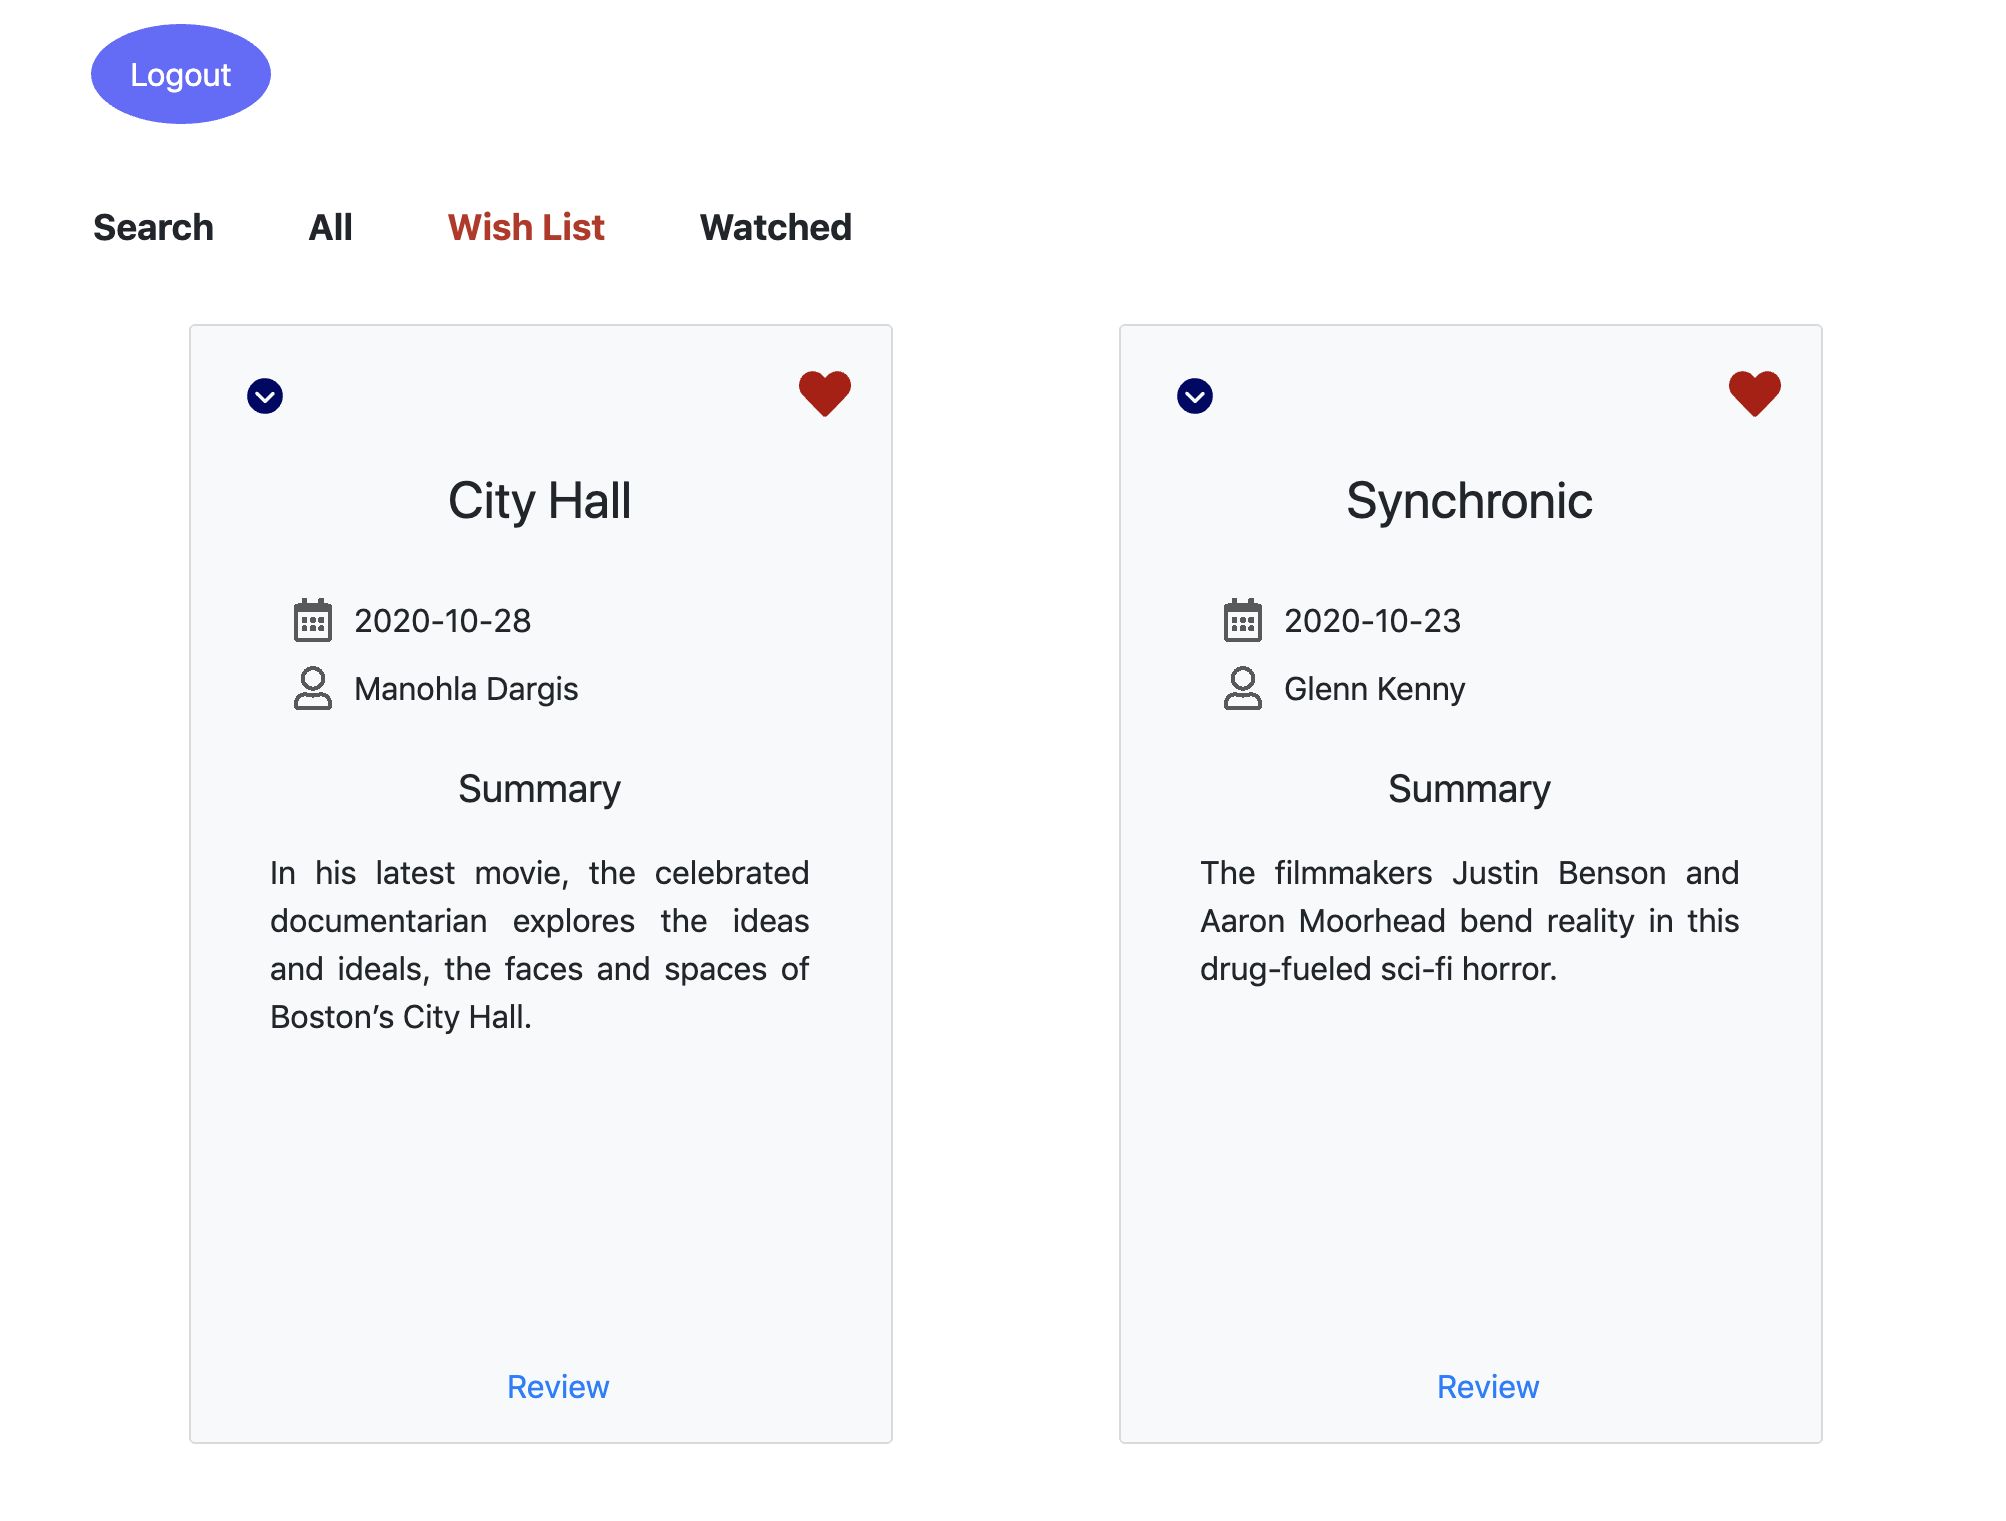 Logout
Search All Wish List Watched
City Hall
2020-10-28
Manohla Dargis
Summary
In his latest movie, the celebrated
documentarian explores the ideas
and ideals, the faces and spaces of
Boston’s City Hall.
Review
Synchronic
2020-10-23
Glenn Kenny
Summary
The filmmakers Justin Benson and
Aaron Moorhead bend reality in this
drug-fueled sci-fi horror.
Review